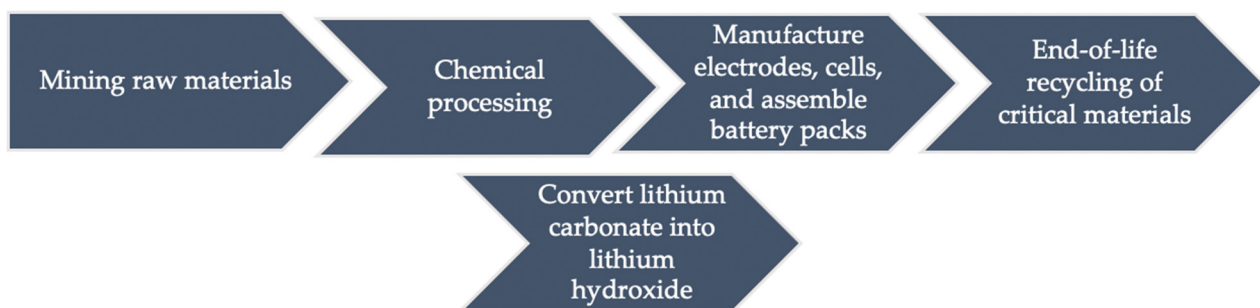 Mining raw materials
Chemical
processing
Manufacture
electrodes, cells,
and assemble
battery packs
End-of-life
recycling of
critical materials
Convert lithium
carbonate into
lithium
hydroxide